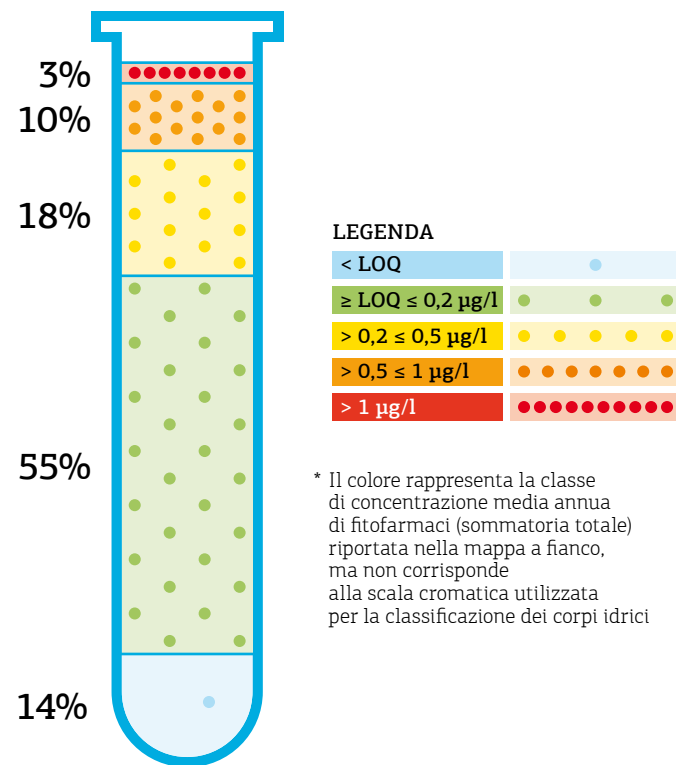 3%
10%
18%
55%
14%
LEGENDA
< LOQ
≥ LOQ ≤ 0,2 µg/l
> 0,2 ≤ 0,5 µg/l
> 0,5 ≤ 1 µg/l
> 1 µg/l
* Il colore rappresenta la classe
di concentrazione media annua
di fitofarmaci (sommatoria totale)
riportata nella mappa a fianco,
ma non corrisponde
alla scala cromatica utilizzata
per la classificazione dei corpi idrici